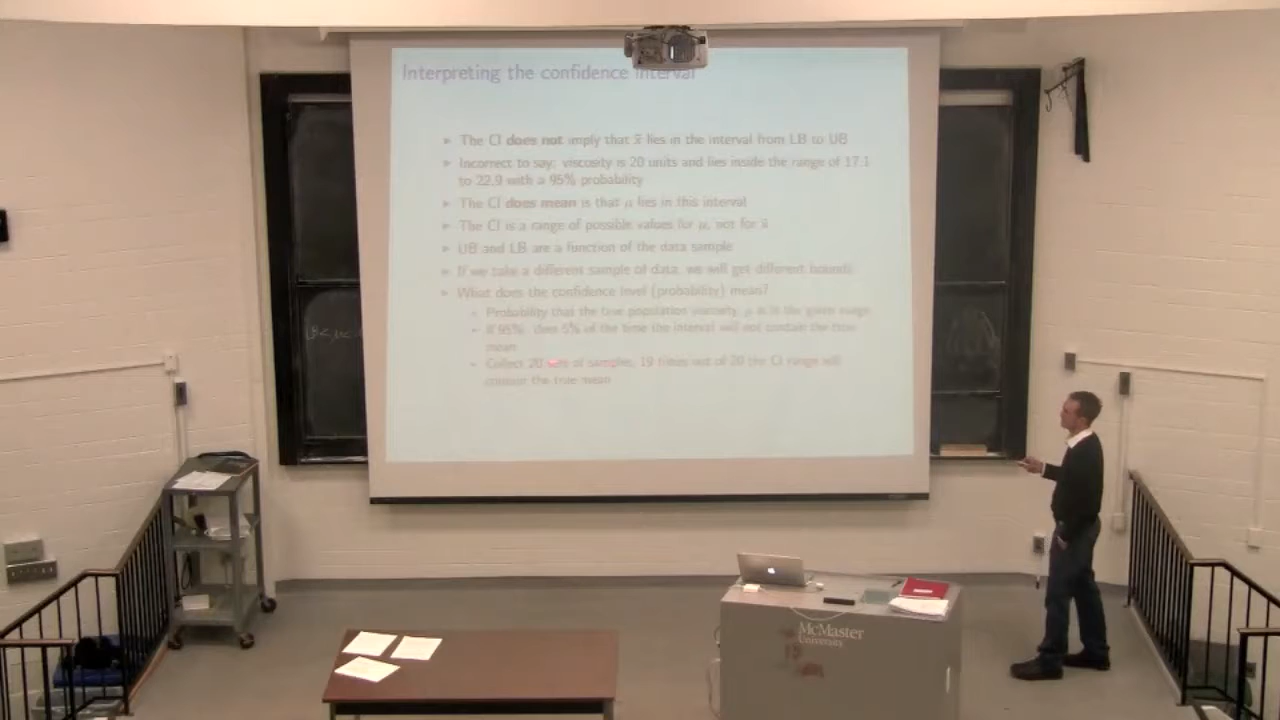 Interpreting the confidence interval
▸ The CI does not imply that x̄ lies in the interval from LB to UB
▸ Incorrect to say: viscosity is 20 units and lies inside the range of 17.1
to 22.9 with a 95% probability
▸ The CI does mean is that μ lies in this interval
▸ The CI is a range of possible values for μ, not for x̄
▸ UB and LB are a function of the data sample
▸ If we take a different sample of data, we will get different bounds
▸ What does the confidence level (probability) mean?
▸ Probability that the true population viscosity, μ is in the given range
▸ If 95%, then 5% of the time the interval will not contain the true
mean
▸ Collect 20 sets of samples, 19 times out of 20 the CI range will
contain the true mean
McMaster
University